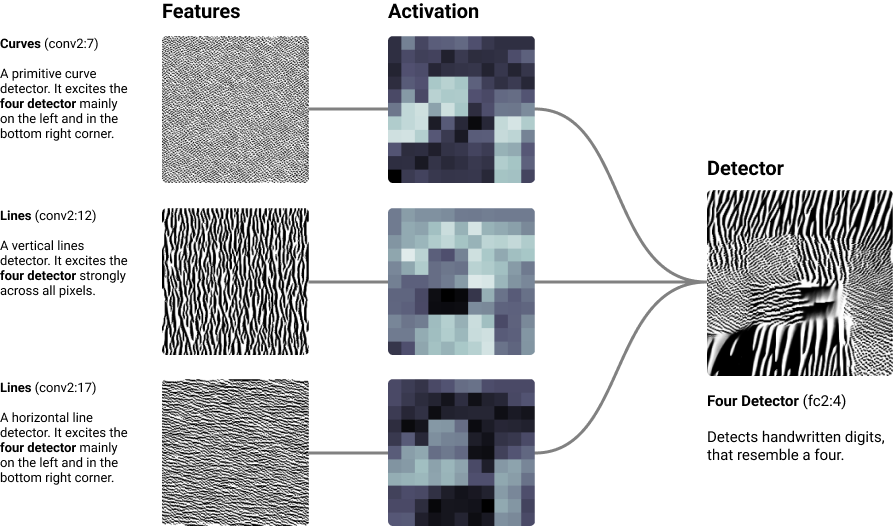 Features
Activation
Curves (conv2:7)
A primitive curve
detector. It excites the
four detector mainly
on the left and in the
bottom right corner.
Lines (conv2:12)
A vertical lines
detector. It excites the
four detector strongly
across all pixels.
Lines (conv2:17)
A horizontal line
detector. It excites the
four detector mainly
on the left and in the
bottom right corner.
Detector
Four Detector (fc2:4)
Detects handwritten digits,
that resemble a four.